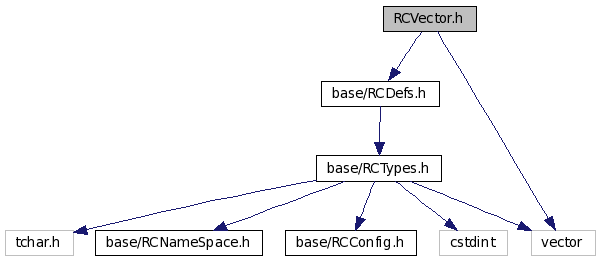 RCVector.h
base/RCDefs.h
base/RCTypes.h
tchar.h
base/RCNameSpace.h
base/RCConfig.h
cstdint
vector